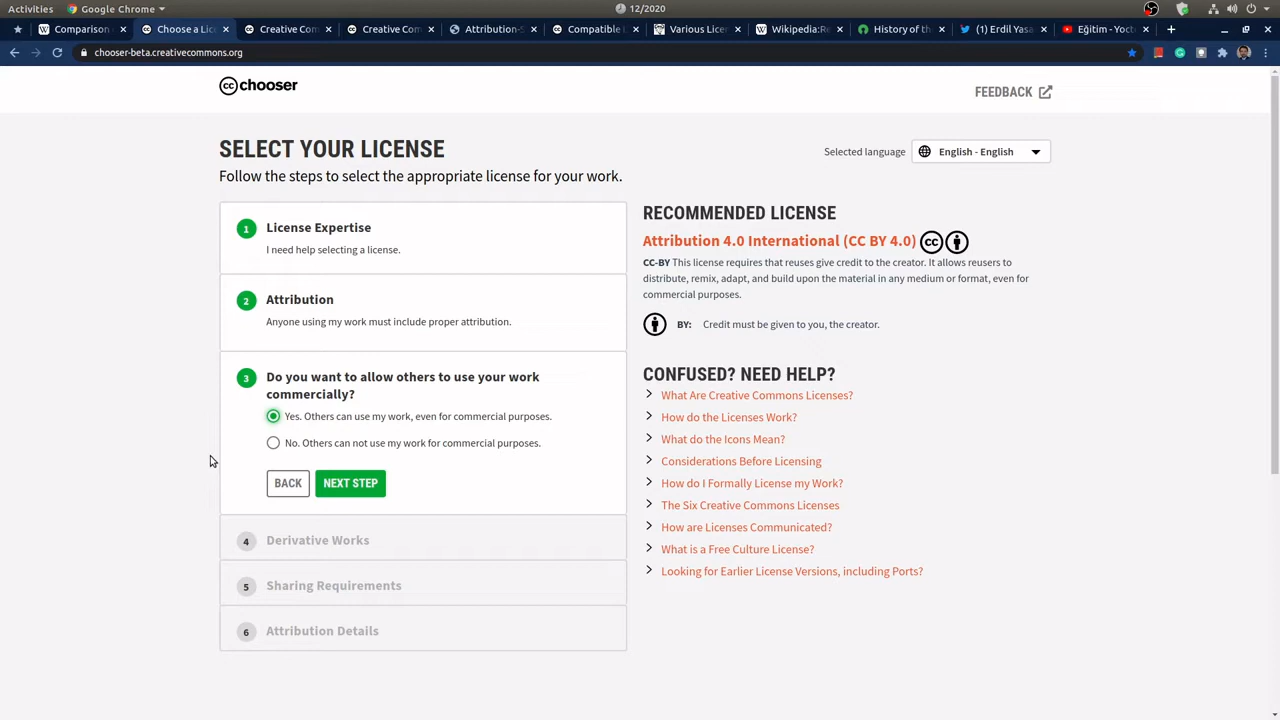 Activities
Google Chrome
12/2020
Comparison
Choose a Lic
Creative Com
Creative Com
Attribution-S
Compatible L
Various Licen
Wikipedia:Re
History of the
(1) Erdil Yasa
Eğitim - Yocto
chooser-beta.creativecommons.org
cc chooser
FEEDBACK
SELECT YOUR LICENSE
Follow the steps to select the appropriate license for your work.
Selected language
English - English
1
License Expertise
I need help selecting a license.
2
Attribution
Anyone using my work must include proper attribution.
3
Do you want to allow others to use your work
commercially?
Yes. Others can use my work, even for commercial purposes.
No. Others can not use my work for commercial purposes.
BACK
NEXT STEP
4
Derivative Works
5
Sharing Requirements
6
Attribution Details
RECOMMENDED LICENSE
Attribution 4.0 International (CC BY 4.0)
CC-BY This license requires that reuses give credit to the creator. It allows reusers to
distribute, remix, adapt, and build upon the material in any medium or format, even for
commercial purposes.
BY: Credit must be given to you, the creator.
CONFUSED? NEED HELP?
What Are Creative Commons Licenses?
How do the Licenses Work?
What do the Icons Mean?
Considerations Before Licensing
How do I Formally License my Work?
The Six Creative Commons Licenses
How are Licenses Communicated?
What is a Free Culture License?
Looking for Earlier License Versions, including Ports?